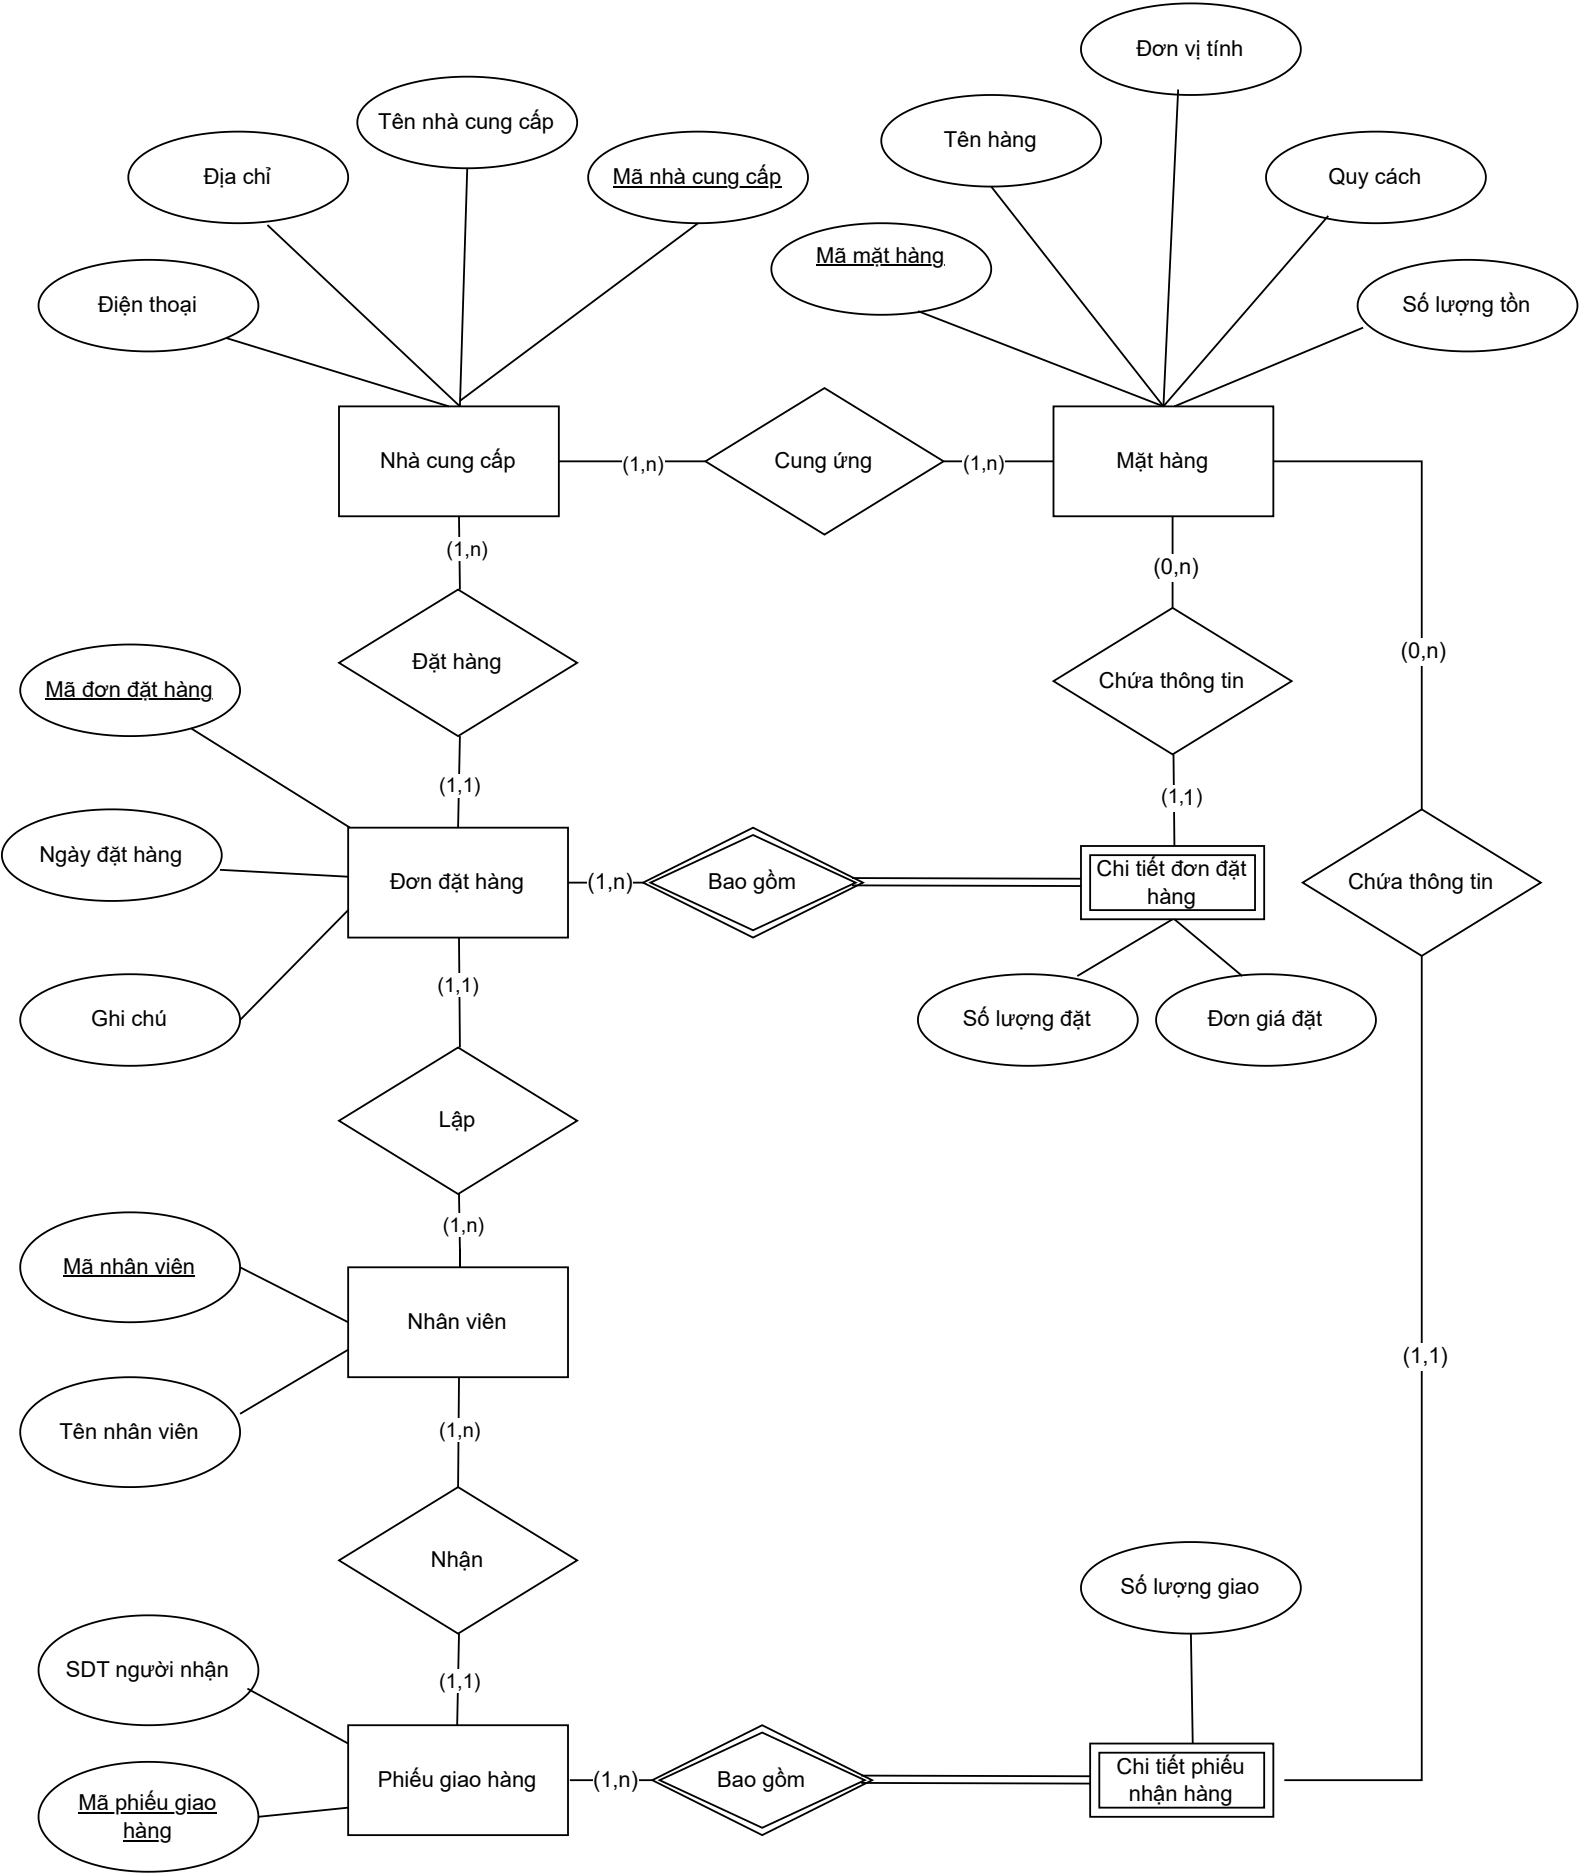 Đơn vị tính
Tên nhà cung cấp
Tên hàng
Địa chỉ
Mã nhà cung cấp
Quy cách
Mã mặt hàng
Điện thoại
Số lượng tồn
Nhà cung cấp
(1,n)
Cung ứng
(1,n)
Mặt hàng
(1,n)
(0,n)
Đặt hàng
Chứa thông tin
(0,n)
Mã đơn đặt hàng
(1,1)
(1,1)
Ngày đặt hàng
Đơn đặt hàng
(1,n)
Bao gồm
Chi tiết đơn đặt
hàng
Chứa thông tin
(1,1)
Ghi chú
Số lượng đặt
Đơn giá đặt
Lập
(1,n)
Mã nhân viên
Nhân viên
(1,1)
Tên nhân viên
(1,n)
Nhận
Số lượng giao
SDT người nhận
(1,1)
Phiếu giao hàng
(1,n)
Bao gồm
Chi tiết phiếu
nhận hàng
Mã phiếu giao
hàng